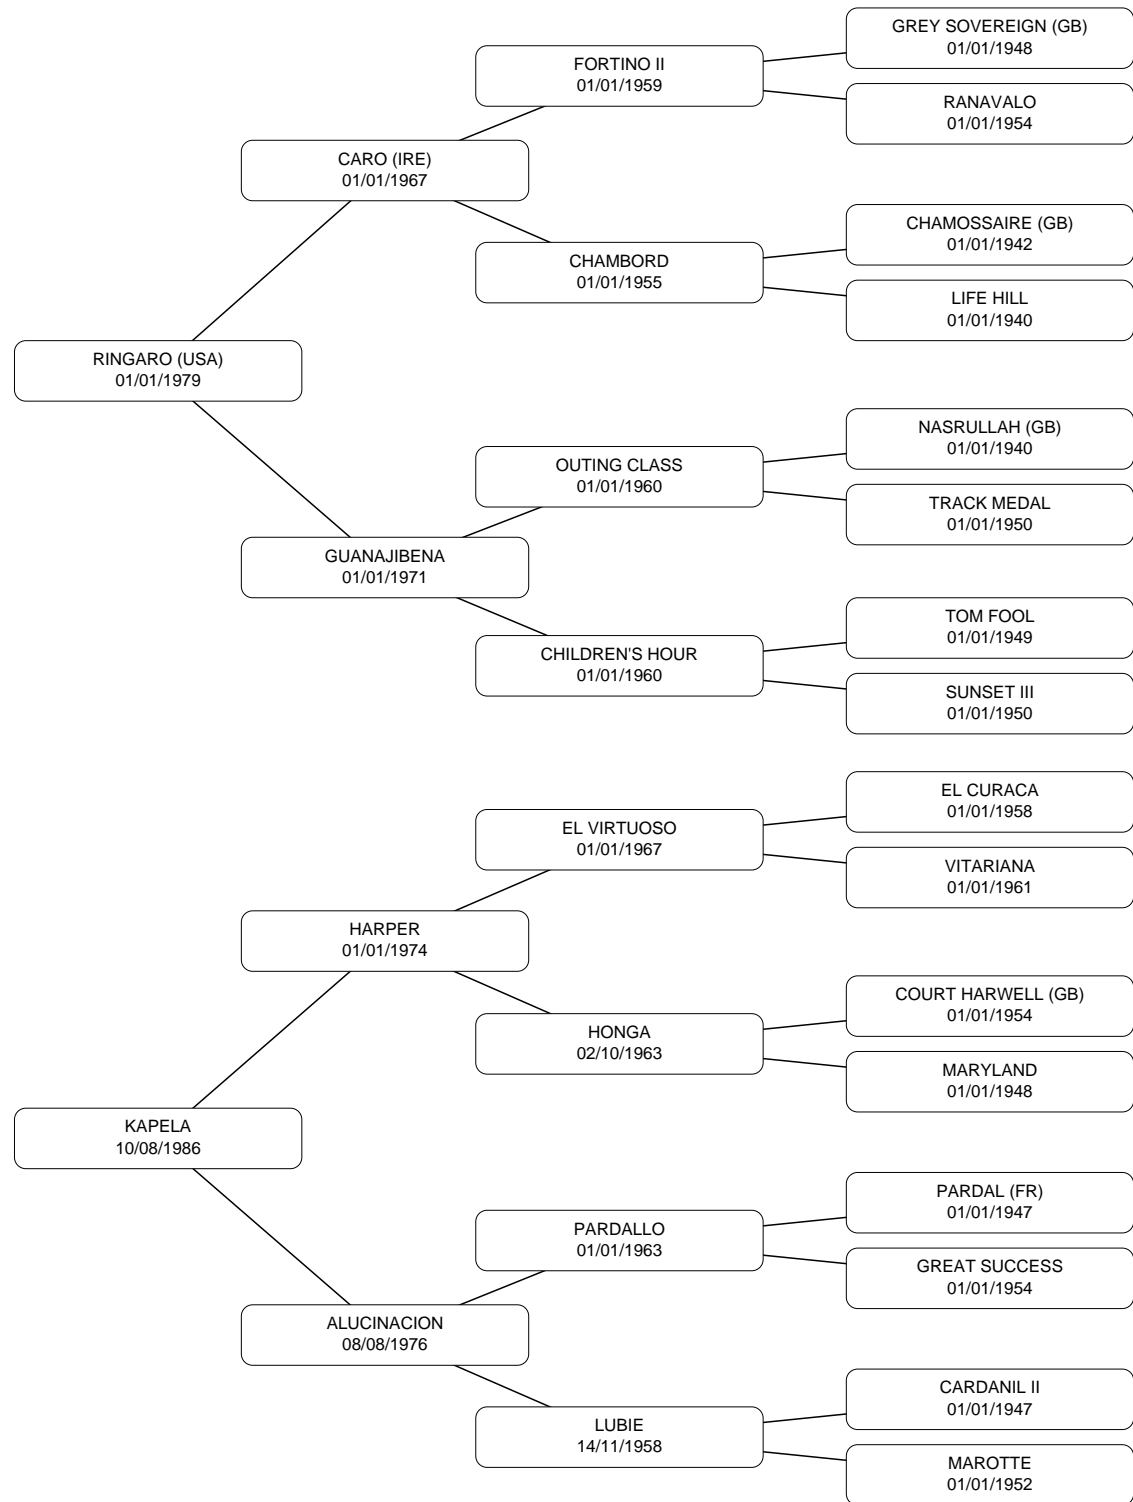 GREY SOVEREIGN (GB)
01/01/1948
FORTINO II
01/01/1959
RANAVALO
01/01/1954
CARO (IRE)
01/01/1967
CHAMOSSAIRE (GB)
01/01/1942
CHAMBORD
01/01/1955
LIFE HILL
01/01/1940
RINGARO (USA)
01/01/1979
NASRULLAH (GB)
01/01/1940
OUTING CLASS
01/01/1960
TRACK MEDAL
01/01/1950
GUANAJIBENA
01/01/1971
TOM FOOL
01/01/1949
CHILDREN'S HOUR
01/01/1960
SUNSET III
01/01/1950
EL CURACA
01/01/1958
EL VIRTUOSO
01/01/1967
VITARIANA
01/01/1961
HARPER
01/01/1974
COURT HARWELL (GB)
01/01/1954
HONGA
02/10/1963
MARYLAND
01/01/1948
KAPELA
10/08/1986
PARDAL (FR)
01/01/1947
PARDALLO
01/01/1963
GREAT SUCCESS
01/01/1954
ALUCINACION
08/08/1976
CARDANIL II
01/01/1947
LUBIE
14/11/1958
MAROTTE
01/01/1952